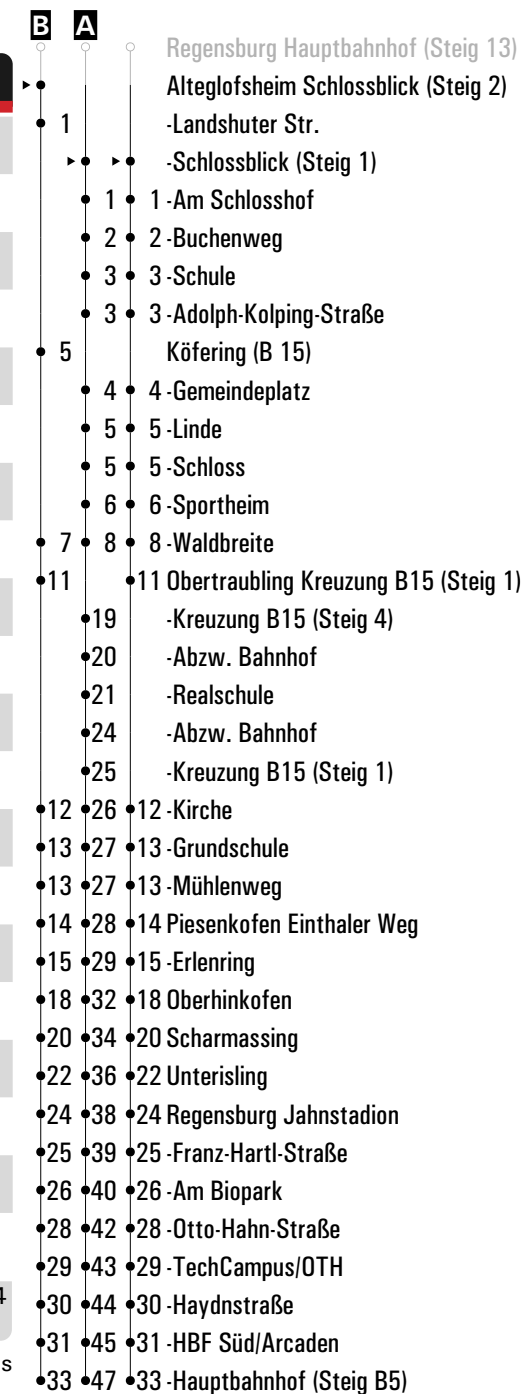 B A
Regensburg Hauptbahnhof (Steig 13)
Alteglofsheim Schlossblick (Steig 2)
1 -Landshuter Str.
-Schlossblick (Steig 1)
1 1 -Am Schlosshof
2 2 -Buchenweg
3 3 -Schule
3 3 -Adolph-Kolping-Straße
5 Köfering (B 15)
4 4 -Gemeindeplatz
5 5 -Linde
5 5 -Schloss
6 6 -Sportheim
7 8 8 -Waldbreite
11 11 Obertraubling Kreuzung B15 (Steig 1)
19 -Kreuzung B15 (Steig 4)
20 -Abzw. Bahnhof
21 -Realschule
24 -Abzw. Bahnhof
25 -Kreuzung B15 (Steig 1)
12 26 12 -Kirche
13 27 13 -Grundschule
13 27 13 -Mühlenweg
14 28 14 Piesenkofen Einthaler Weg
15 29 15 -Erlenring
18 32 18 Oberhinkofen
20 34 20 Scharmassing
22 36 22 Unterisling
24 38 24 Regensburg Jahnstadion
25 39 25 -Franz-Hartl-Straße
26 40 26 -Am Biopark
28 42 28 -Otto-Hahn-Straße
29 43 29 -TechCampus/OTH
4 30 44 30 -Haydnstraße
31 45 31 -HBF Süd/Arcaden
s
33 47 33 -Hauptbahnhof (Steig B5)